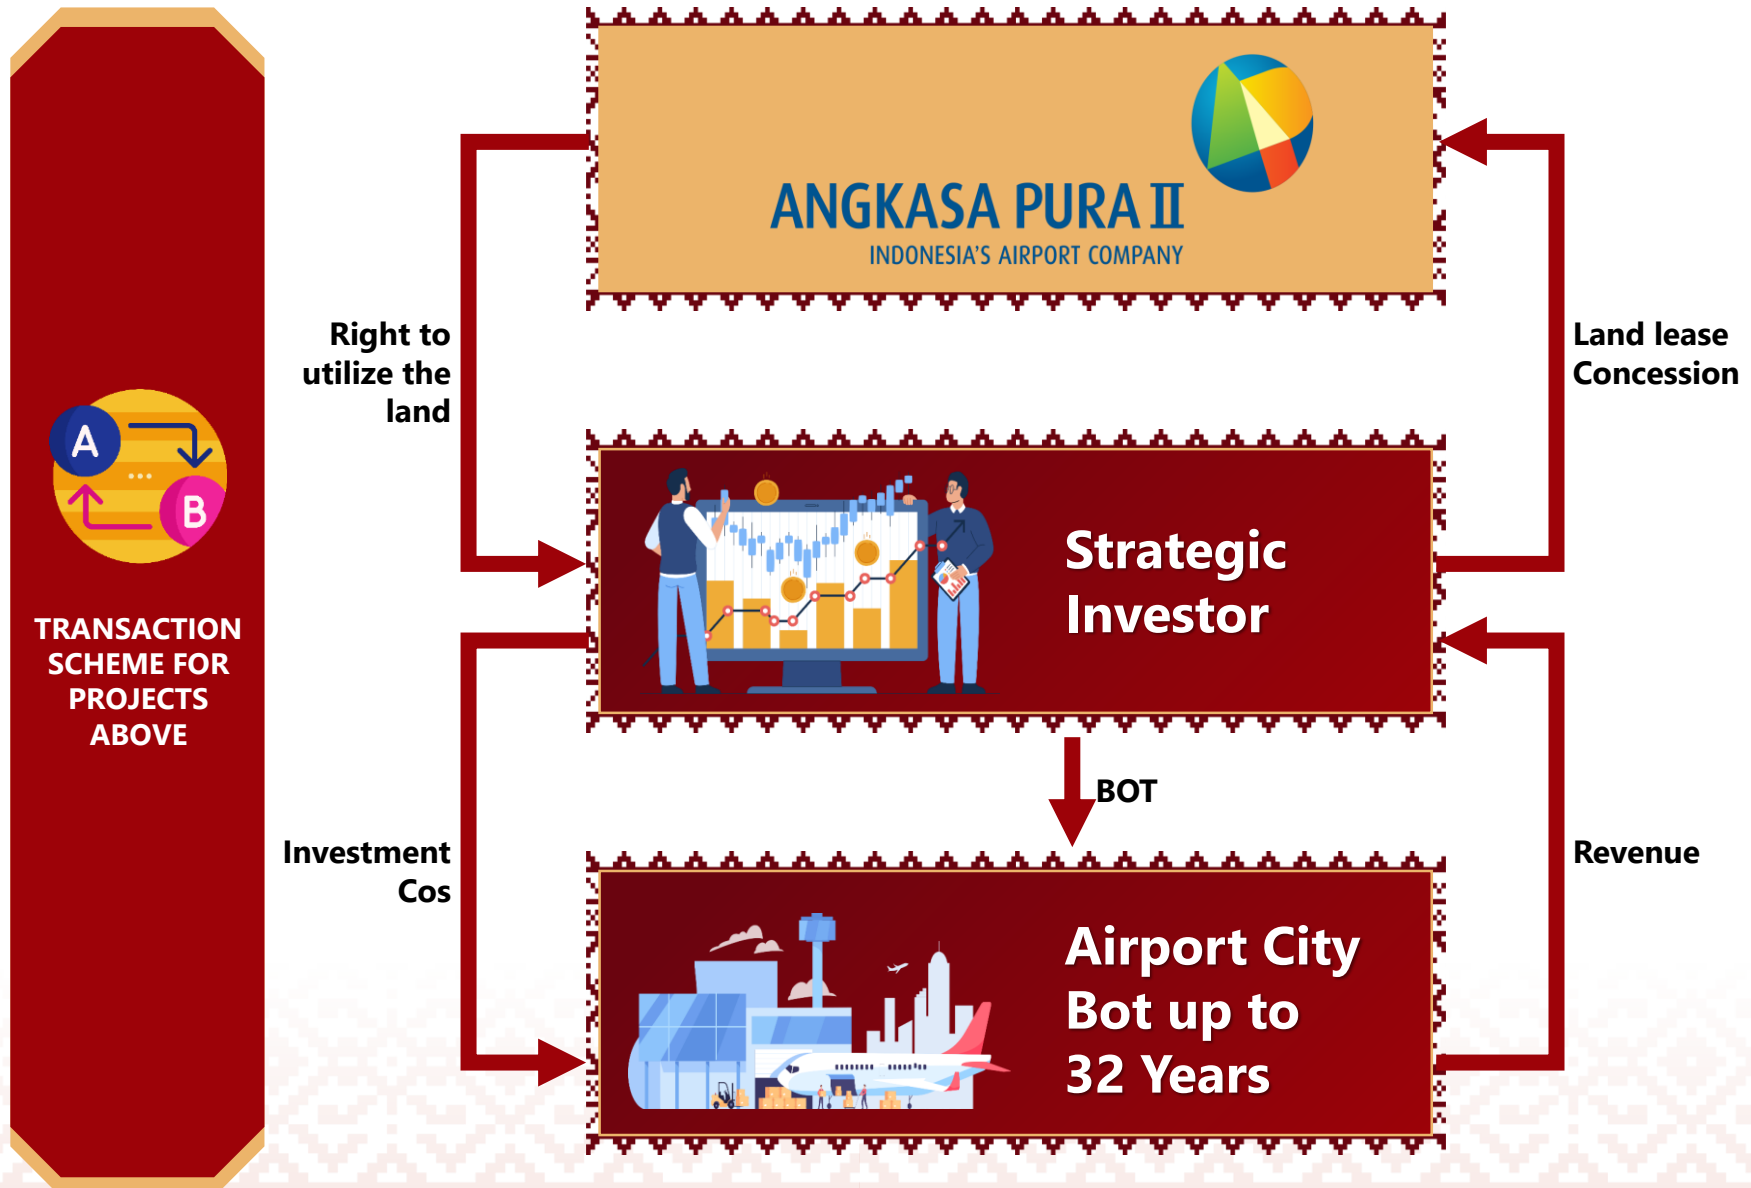 A
...
B
TRANSACTION
SCHEME FOR
PROJECTS
ABOVE
ANGKASA PURA II
INDONESIA'S AIRPORT COMPANY
Right to
utilize the
land
Land lease
Concession
Strategic
Investor
BOT
Investment
Cos
Revenue
Airport City
Bot up to
32 Years